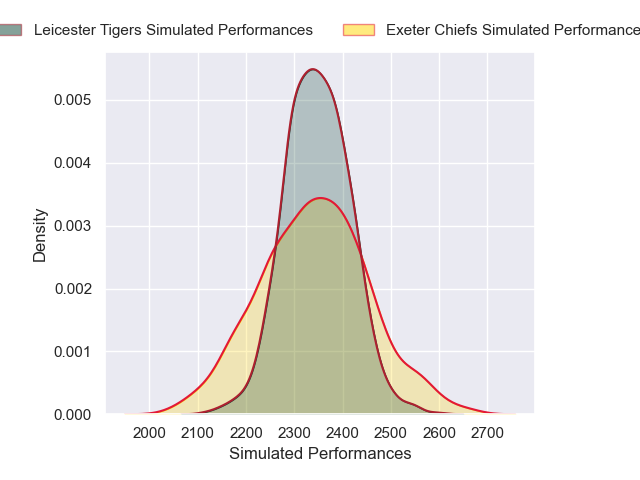 Leicester Tigers Simulated Performances
Exeter Chiefs Simulated Performance
Density
0.005
0.004
0.003
0.002
0.001
0.000
2000 2100 2200 2300 2400 2500 2600 2700
Simulated Performances